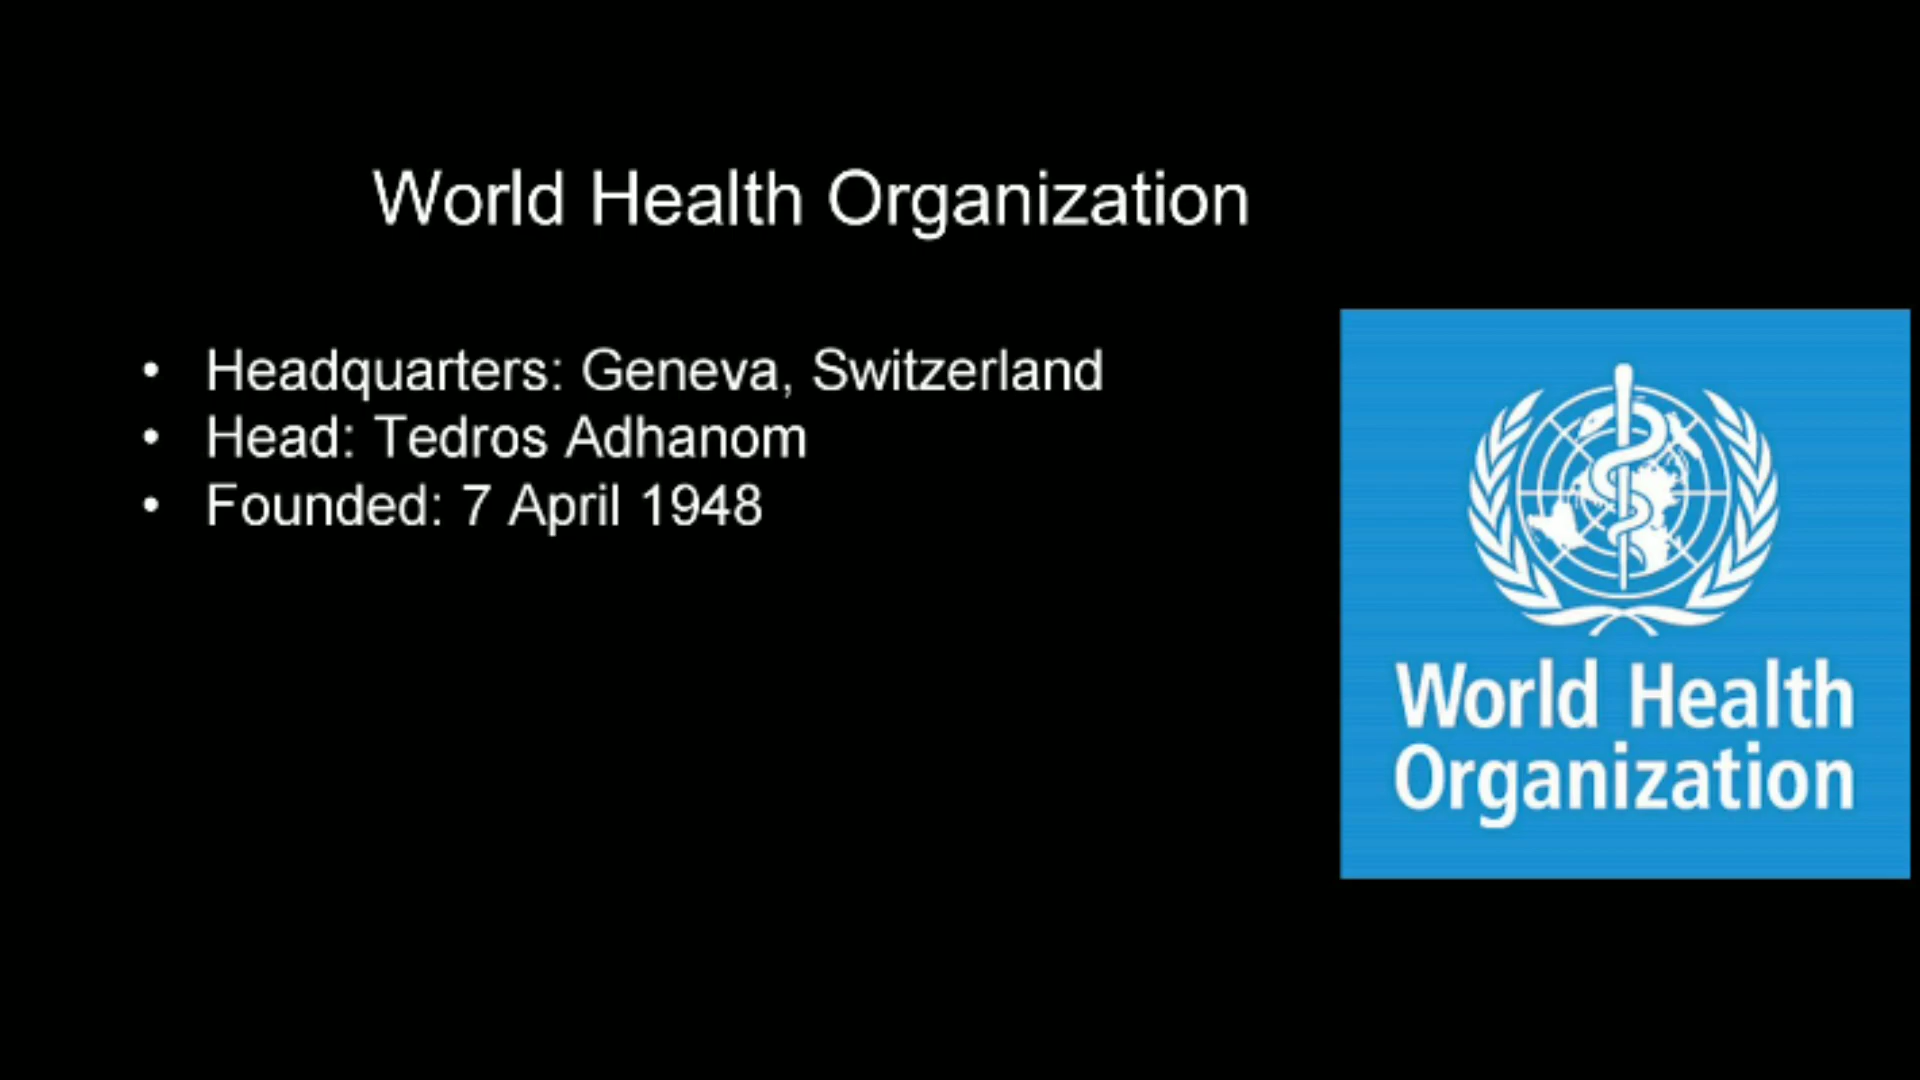 World Health Organization
• Headquarters: Geneva, Switzerland
• Head: Tedros Adhanom
• Founded: 7 April 1948
World Health
Organization